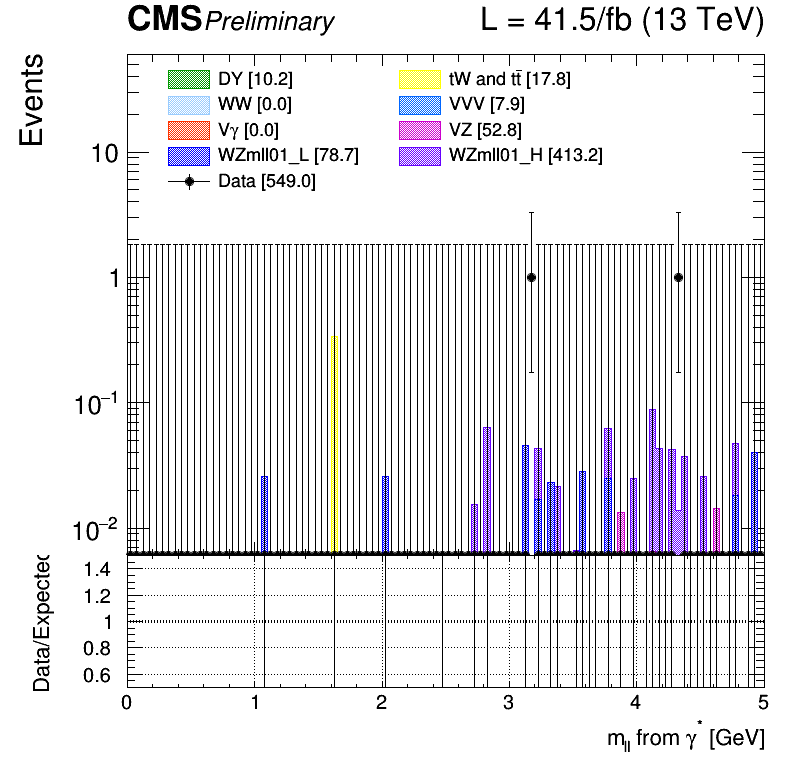 CMS Preliminary L = 41.5/fb (13 TeV)
Events
DY [10.2] tW and tt̄ [17.8]
WW [0.0] VVV [7.9]
Vγ [0.0] VZ [52.8]
WZmll01_L [78.7] WZmll01_H [413.2]
Data [549.0]
10
1
10⁻¹
10⁻²
Data/Expected
1.4
1.2
1
0.8
0.6
0 1 2 3 4 5
m_ll from γ* [GeV]